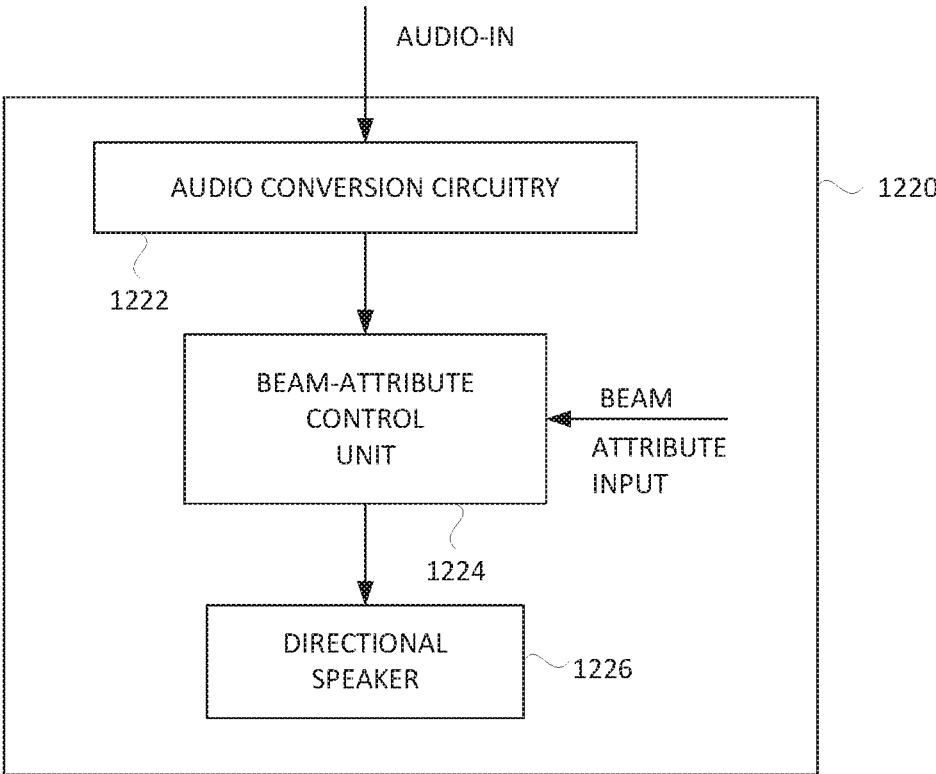 AUDIO-IN
AUDIO CONVERSION CIRCUITRY
1220
1222
BEAM-ATTRIBUTE
CONTROL
UNIT
BEAM
ATTRIBUTE
INPUT
1224
DIRECTIONAL
SPEAKER
1226